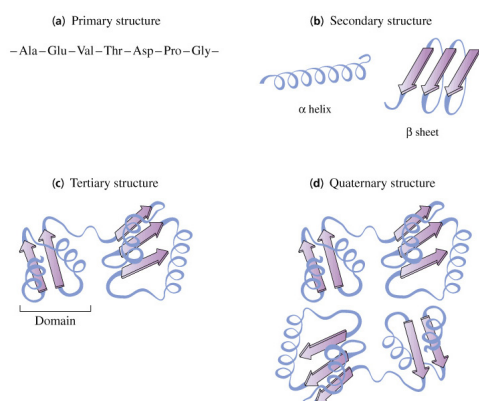 (a) Primary structure
–Ala–Glu–Val–Thr–Asp–Pro–Gly–
(b) Secondary structure
α helix
β sheet
(c) Tertiary structure
Domain
(d) Quaternary structure